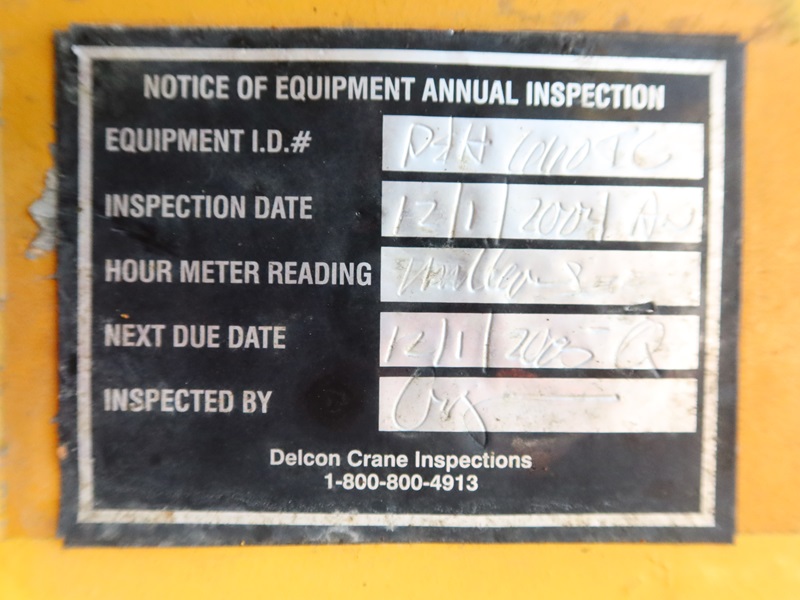 NOTICE OF EQUIPMENT ANNUAL INSPECTION
EQUIPMENT I.D.# P&H
INSPECTION DATE 12/1/2004
HOUR METER READING
NEXT DUE DATE 12/1/2005
INSPECTED BY
Delcon Crane Inspections
1-800-800-4913